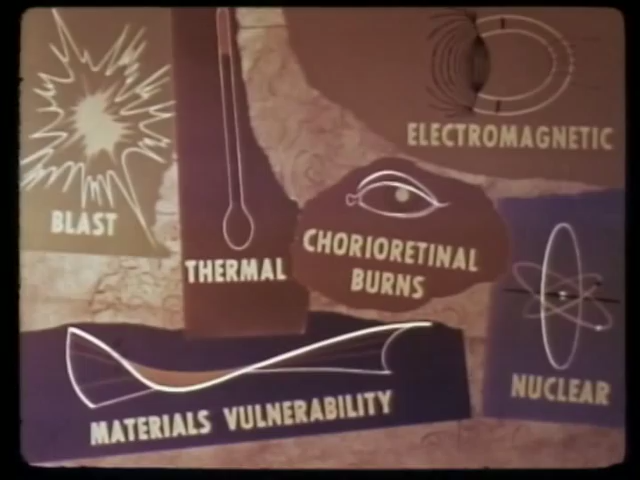 ELECTROMAGNETIC
BLAST
THERMAL
CHORIORETINAL
BURNS
NUCLEAR
MATERIALS VULNERABILITY